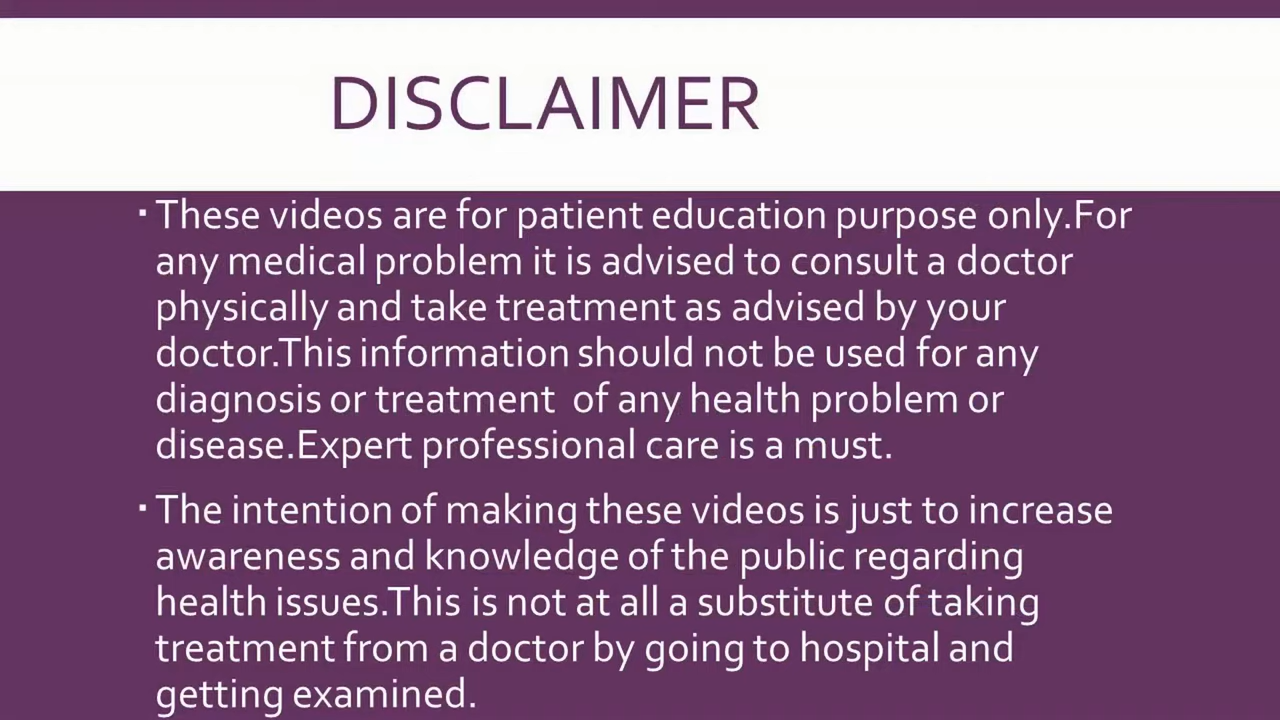 DISCLAIMER
▪ These videos are for patient education purpose only.For
any medical problem it is advised to consult a doctor
physically and take treatment as advised by your
doctor.This information should not be used for any
diagnosis or treatment  of any health problem or
disease.Expert professional care is a must.
▪ The intention of making these videos is just to increase
awareness and knowledge of the public regarding
health issues.This is not at all a substitute of taking
treatment from a doctor by going to hospital and
getting examined.